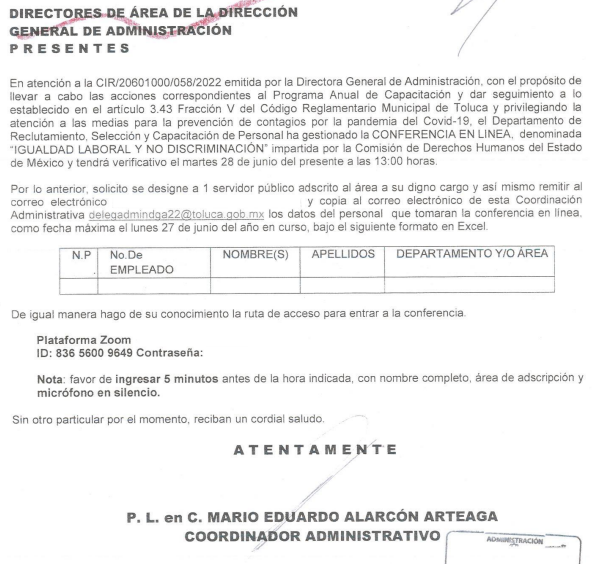 DIRECTORES DE ÁREA DE LA DIRECCIÓN
GENERAL DE ADMINISTRACIÓN
P R E S E N T E S
En atención a la CIR/20601000/058/2022 emitida por la Directora General de Administración, con el propósito de
llevar a cabo las acciones correspondientes al Programa Anual de Capacitación y dar seguimiento a lo
establecido en el artículo 3.43 Fracción V del Código Reglamentario Municipal de Toluca y privilegiando la
atención a las medias para la prevención de contagios por la pandemia del Covid-19, el Departamento de
Reclutamiento, Selección y Capacitación de Personal ha gestionado la CONFERENCIA EN LINEA, denominada
"IGUALDAD LABORAL Y NO DISCRIMINACIÓN" impartida por la Comisión de Derechos Humanos del Estado
de México y tendrá verificativo el martes 28 de junio del presente a las 13:00 horas.
Por lo anterior, solicito se designe a 1 servidor público adscrito al área a su digno cargo y así mismo remitir al
correo electrónico y copia al correo electrónico de esta Coordinación
Administrativa delegadmindga22@toluca.gob.mx los datos del personal que tomaran la conferencia en línea.
como fecha máxima el lunes 27 de junio del año en curso, bajo el siguiente formato en Excel.
N.P. No.De EMPLEADO NOMBRE(S) APELLIDOS DEPARTAMENTO Y/O ÁREA
De igual manera hago de su conocimiento la ruta de acceso para entrar a la conferencia.
Plataforma Zoom
ID: 836 5600 9649 Contraseña:
Nota: favor de ingresar 5 minutos antes de la hora indicada, con nombre completo, área de adscripción y
micrófono en silencio.
Sin otro particular por el momento, reciban un cordial saludo.
A T E N T A M E N T E
P. L. en C. MARIO EDUARDO ALARCÓN ARTEAGA
COORDINADOR ADMINISTRATIVO
ADMINISTRACIÓN